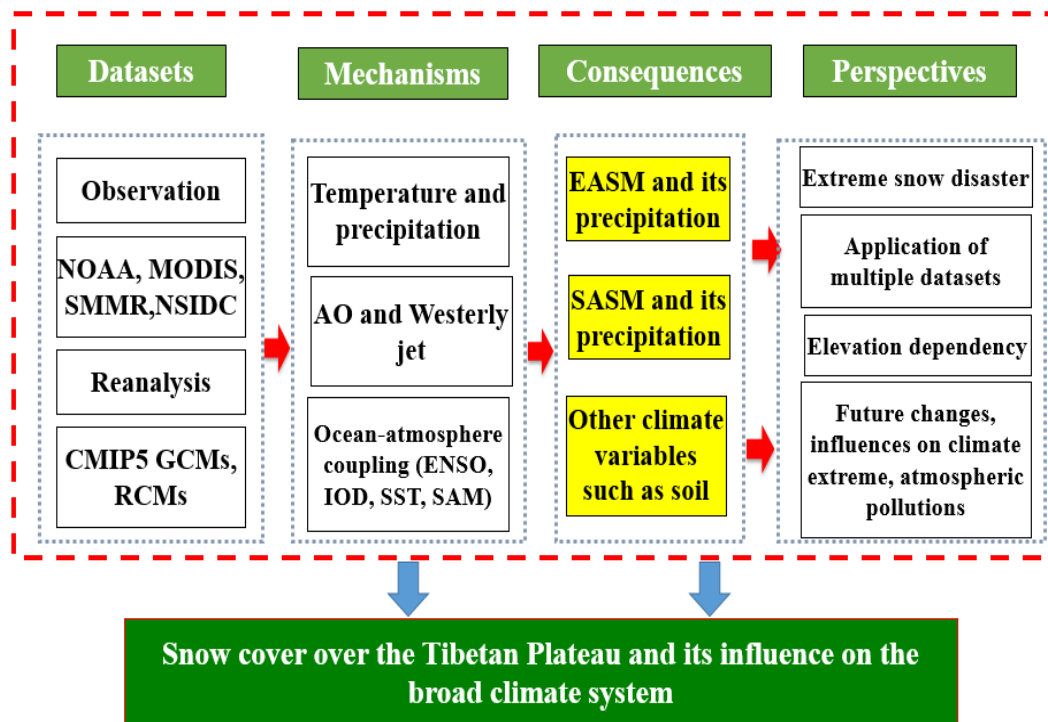 Datasets
Observation
NOAA, MODIS,
SMMR,NSIDC
Reanalysis
CMIP5 GCMs,
RCMs
Mechanisms
Temperature and
precipitation
AO and Westerly
jet
Ocean-atmosphere
coupling (ENSO,
IOD, SST, SAM)
Consequences
EASM and its
precipitation
SASM and its
precipitation
Other climate
variables
such as soil
Perspectives
Extreme snow disaster
Application of
multiple datasets
Elevation dependency
Future changes,
influences on climate
extreme, atmospheric
pollutions
Snow cover over the Tibetan Plateau and its influence on the
broad climate system